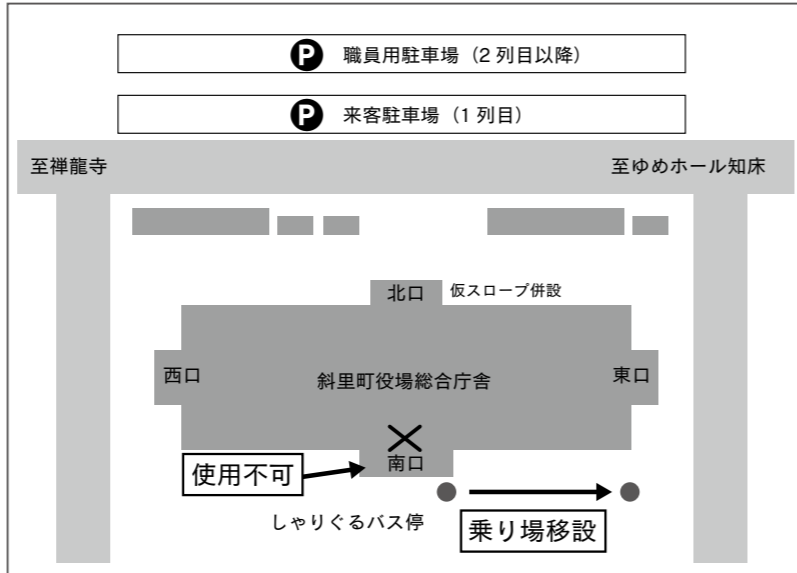 P 職員用駐車場（2 列目以降）
P 来客駐車場（1 列目）
至禅龍寺
至ゆめホール知床
北口
仮スロープ併設
西口
斜里町役場総合庁舎
東口
南口
使用不可
しゃりぐるバス停
乗り場移設